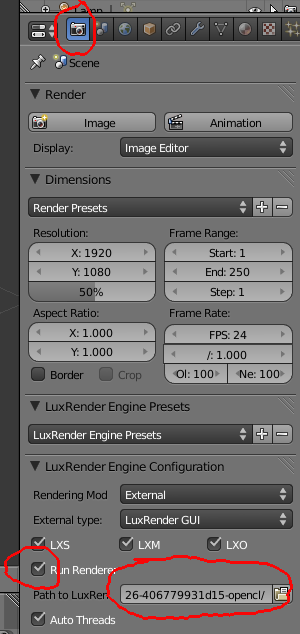 Lamp
Scene
Render
Image Animation
Display: Image Editor
Dimensions
Render Presets
Resolution: Frame Range:
X: 1920 Start: 1
Y: 1080 End: 250
50% Step: 1
Aspect Ratio: Frame Rate:
X: 1.000 FPS: 24
Y: 1.000 /: 1.000
Border Crop Ol: 100 Ne: 100
LuxRender Engine Presets
LuxRender Engine Presets
LuxRender Engine Configuration
Rendering Mod External
External type: LuxRender GUI
LXS LXM LXO
Run Rendere
Path to LuxRen 26-406779931d15-opencl/
Auto Threads